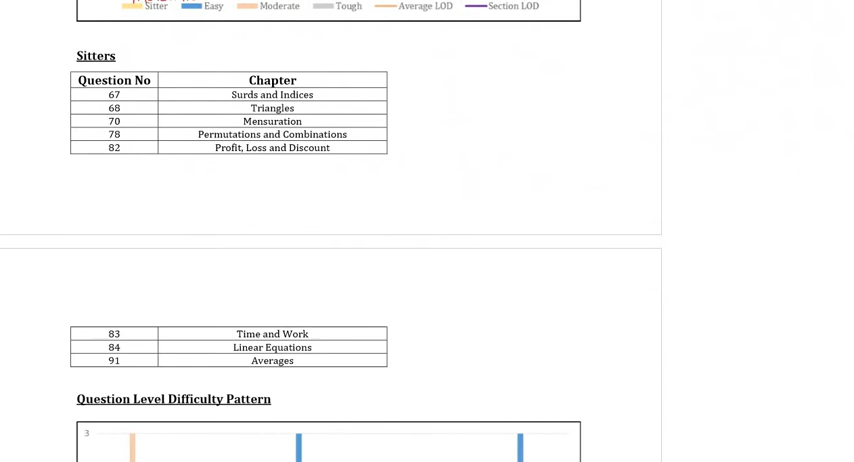 Sitter Easy Moderate Tough Average LOD Section LOD
Sitters
Question No Chapter
67 Surds and Indices
68 Triangles
70 Mensuration
78 Permutations and Combinations
82 Profit, Loss and Discount
83 Time and Work
84 Linear Equations
91 Averages
Question Level Difficulty Pattern
3